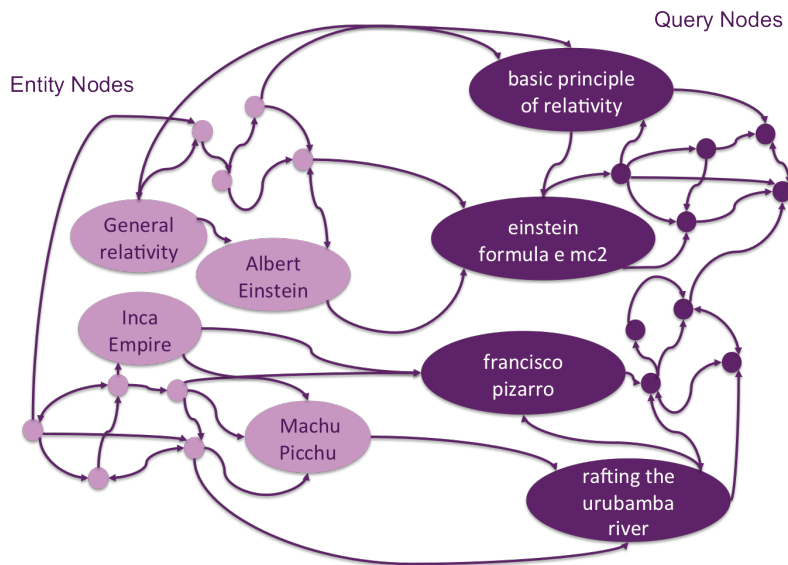 Query Nodes
Entity Nodes
basic principle
of relativity
General
relativity
einstein
formula e mc2
Albert
Einstein
Inca
Empire
francisco
pizarro
Machu
Picchu
rafting the
urubamba
river